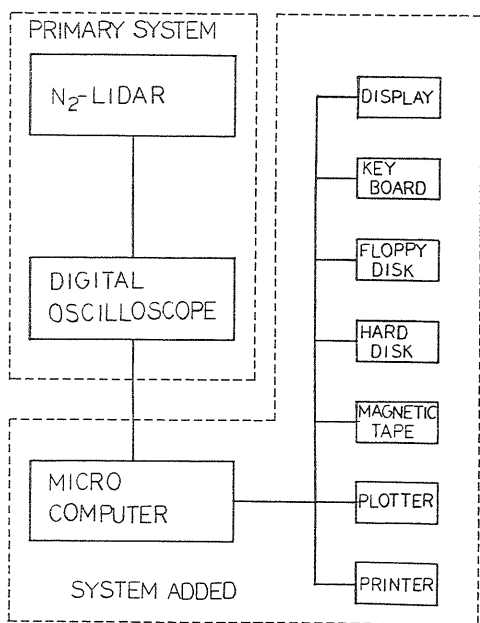 PRIMARY SYSTEM
N₂-LIDAR
DIGITAL
OSCILLOSCOPE
MICRO
COMPUTER
SYSTEM ADDED
DISPLAY
KEY
BOARD
FLOPPY
DISK
HARD
DISK
MAGNETIC
TAPE
PLOTTER
PRINTER